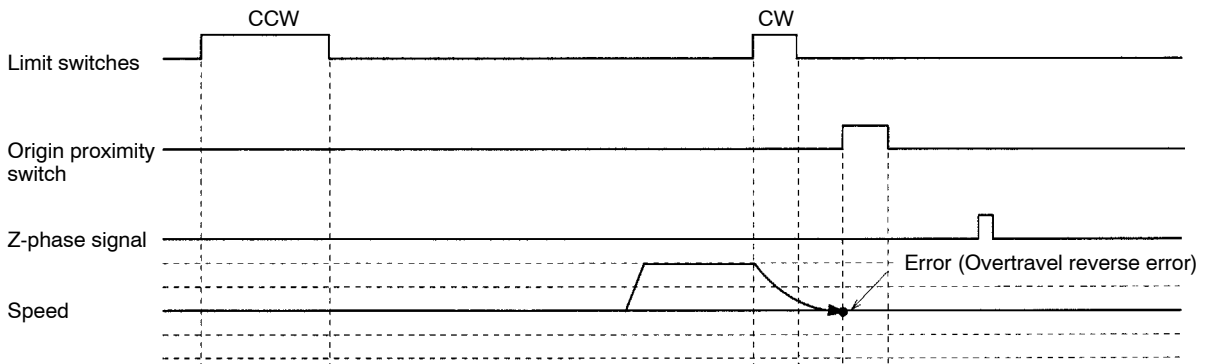 CCW
CW
Limit switches
Origin proximity
switch
Z-phase signal
Error (Overtravel reverse error)
Speed